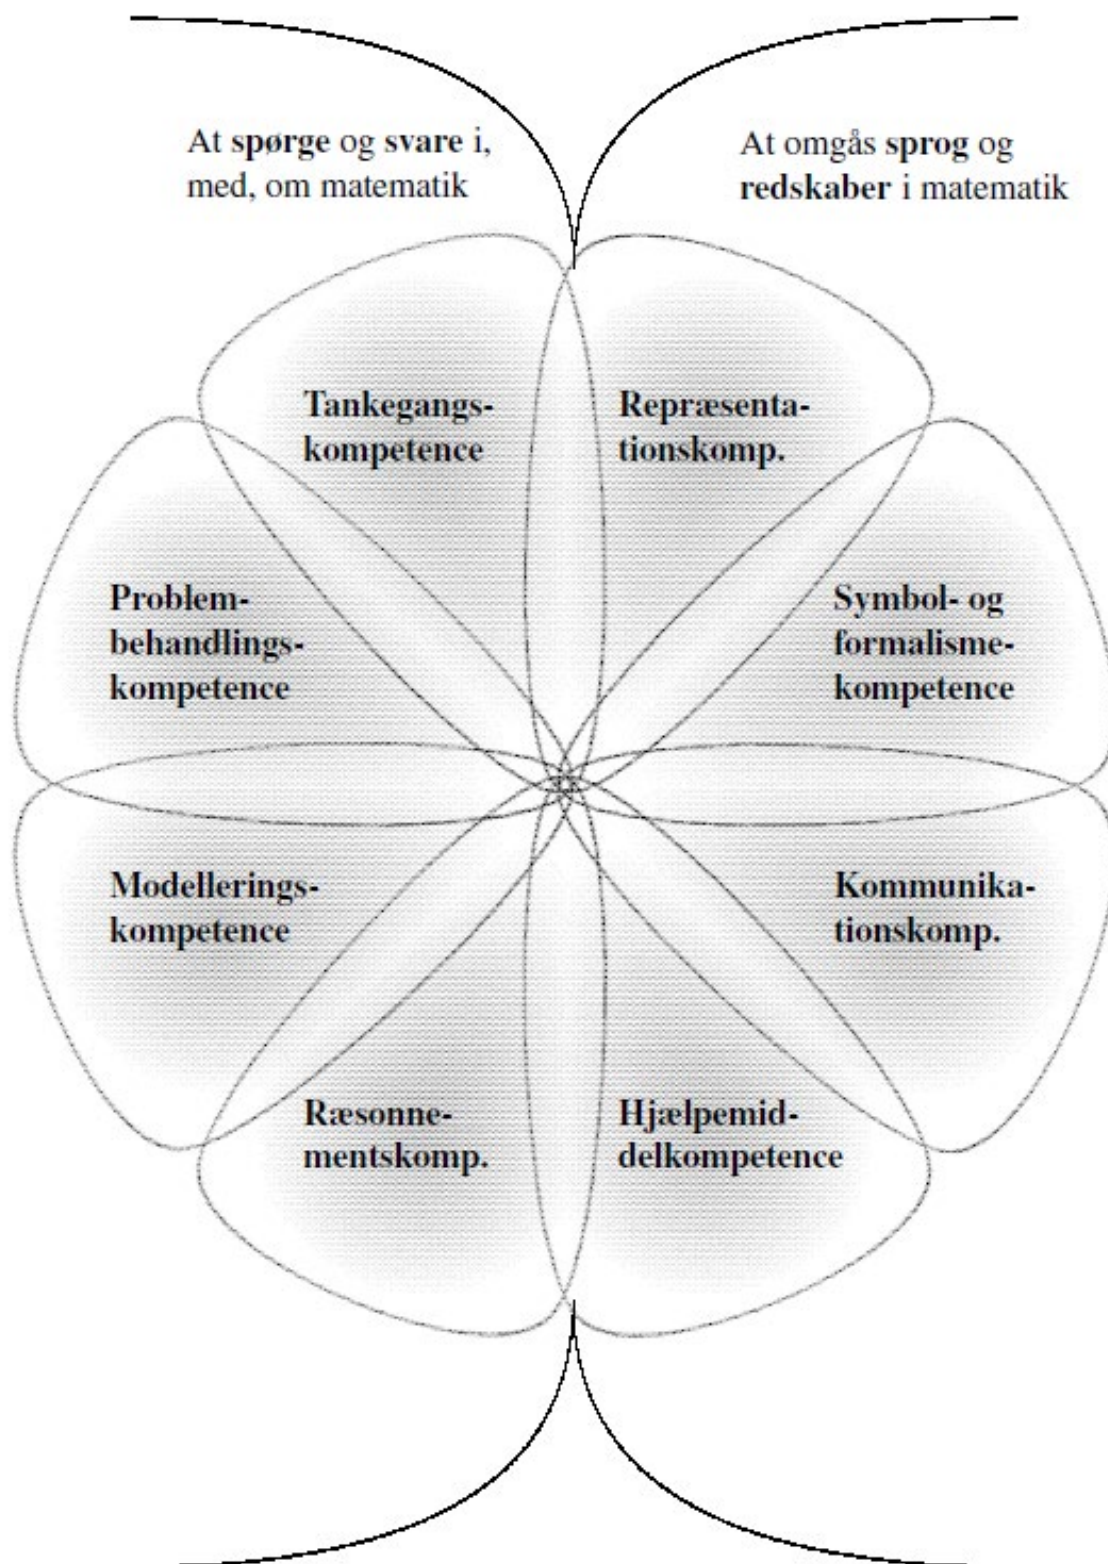 At spørge og svare i,
med, om matematik
At omgås sprog og
redskaber i matematik
Tankegangs-
kompetence
Repræsenta-
tionskomp.
Problem-
behandlings-
kompetence
Symbol- og
formalisme-
kompetence
Modellerings-
kompetence
Kommunika-
tionskomp.
Ræsonne-
mentskomp.
Hjælpemid-
delkompetence